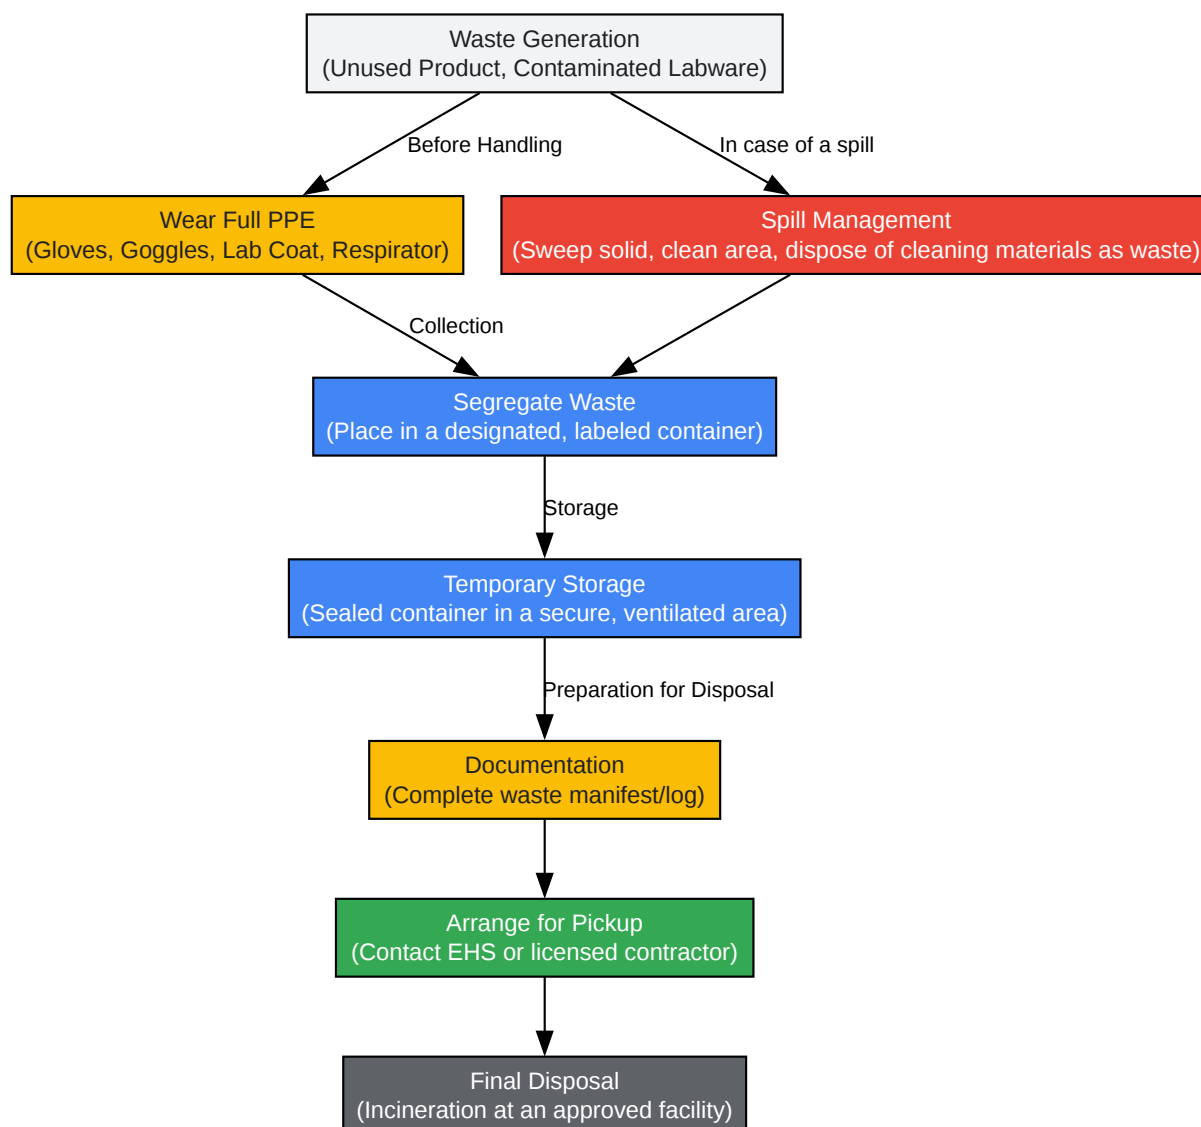 Waste Generation
(Unused Product, Contaminated Labware)
Before Handling
In case of a spill
Wear Full PPE
(Gloves, Goggles, Lab Coat, Respirator)
Spill Management
(Sweep solid, clean area, dispose of cleaning materials as waste)
Collection
Segregate Waste
(Place in a designated, labeled container)
Storage
Temporary Storage
(Sealed container in a secure, ventilated area)
Preparation for Disposal
Documentation
(Complete waste manifest/log)
Arrange for Pickup
(Contact EHS or licensed contractor)
Final Disposal
(Incineration at an approved facility)